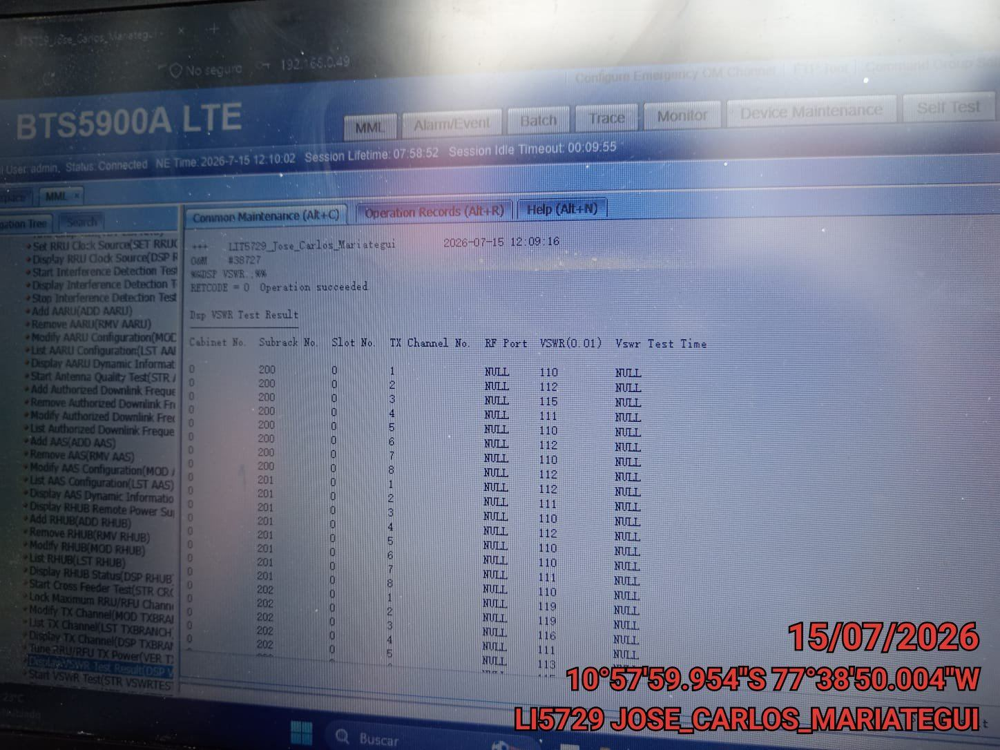 No seguro 192.168.0.49
Configure Emergency OM Channel FTP Tool
BTS5900A LTE
MML Alarm/Event Batch Trace Monitor Device Maintenance Self Test
User: admin, Status: Connected NE Time: 2026-7-15 12:10:02 Session Lifetime: 07:58:52 Session Idle Timeout: 00:09:55
MML ×
Tree Search
Common Maintenance (Alt+C) Operation Records (Alt+R) Help (Alt+N)
Set RRU Clock Source(SET RRUC
Display RRU Clock Source(DSP R
Start Interference Detection Test
Display Interference Detection T
Stop Interference Detection Test
Add AARU(ADD AARU)
Remove AARU(RMV AARU)
Modify AARU Configuration(MOD
List AARU Configuration(LST AA
Display AARU Dynamic Informat
Start Antenna Quality Test(STR
Add Authorized Downlink Freque
Remove Authorized Downlink Fr
Modify Authorized Downlink Fre
List Authorized Downlink Freque
Add AAS(ADD AAS)
Remove AAS(RMV AAS)
Modify AAS Configuration(MOD
List AAS Configuration(LST AAS)
Display AAS Dynamic Informatio
Display RHUB Remote Power Su
Add RHUB(ADD RHUB)
Remove RHUB(RMV RHUB)
Modify RHUB(MOD RHUB)
List RHUB(LST RHUB)
Display RHUB Status(DSP RHUB
Start Cross Feeder Test(STR CR
Lock Maximum RRU/RFU Chann
Modify TX Channel(MOD TXBRA
List TX Channel(LST TXBRANCH
Display TX Channel(DSP TXBRA
Tune RRU/RFU TX Power(VER T
Display VSWR Test Result(DSP V
Start VSWR Test(STR VSWRTES
+++ LIT5729_Jose_Carlos_Mariategui 2026-07-15 12:09:16
O&M #38727
%%DSP VSWR:;%%
RETCODE = 0 Operation succeeded.
Dsp VSWR Test Result
Cabinet No. Subrack No. Slot No. TX Channel No. RF Port VSWR(0.01) Vswr Test Time
0 200 0 1 NULL 110 NULL
0 200 0 2 NULL 112 NULL
0 200 0 3 NULL 115 NULL
0 200 0 4 NULL 111 NULL
0 200 0 5 NULL 110 NULL
0 200 0 6 NULL 112 NULL
0 200 0 7 NULL 110 NULL
0 200 0 8 NULL 112 NULL
0 201 0 1 NULL 112 NULL
0 201 0 2 NULL 111 NULL
0 201 0 3 NULL 110 NULL
0 201 0 4 NULL 112 NULL
0 201 0 5 NULL 110 NULL
0 201 0 6 NULL 110 NULL
0 201 0 7 NULL 111 NULL
0 201 0 8 NULL 110 NULL
0 202 0 1 NULL 119 NULL
0 202 0 2 NULL 119 NULL
0 202 0 3 NULL 116 NULL
0 202 0 4 NULL 111 NULL
0 202 0 5 NULL 113 NULL
15/07/2026
10°57'59.954"S 77°38'50.004"W
LI5729 JOSE_CARLOS_MARIATEGUI
Buscar